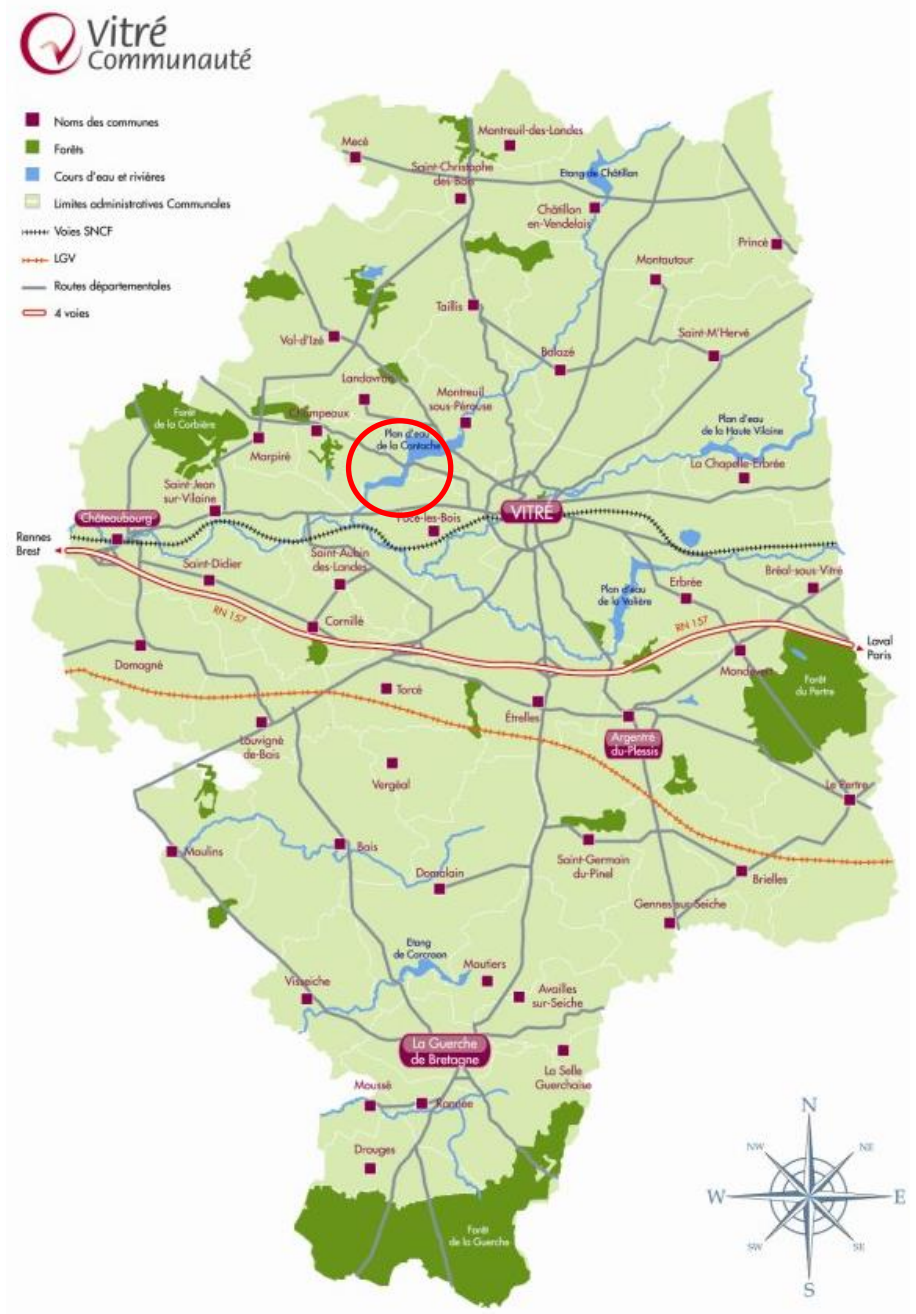 Vitré
Communauté
Noms des communes
Forêts
Cours d'eau et rivières
Limites administratives Communales
Voies SNCF
LGV
Routes départementales
4 voies
Mecé
Montreuil-des-Landes
Saint-Christophe
des-Bois
Etang de Châtillon
Châtillon
en-Vendelais
Princé
Montautour
Taillis
Saint-M'Hervé
Val-d'Izé
Balazé
Landavran
Montreuil
sous-Pérouse
Champeaux
Forêt
de la Corbière
Plan d'eau
de la Cantache
Plan d'eau
de la Haute Vilaine
Marpiré
La Chapelle-Erbrée
Saint-Jean
sur-Vilaine
VITRÉ
Châteaubourg
Pocé-les-Bois
Rennes
Brest
Saint-Didier
Saint-Aubin
des-Landes
Plan d'eau
de la Valière
Erbrée
Bréal-sous-Vitré
RN 157
Cornillé
RN 157
Laval
Paris
Domagné
Mondevert
Forêt
du Pertre
Torcé
Étrelles
Louvigné
de-Bais
Argentré
du-Plessis
Vergéal
Le Pertre
Moulins
Bais
Saint-Germain
du-Pinel
Domalain
Brielles
Gennes-sur-Seiche
Etang
de Carcraon
Moutiers
Visseiche
Availles
sur-Seiche
La Guerche
de Bretagne
La Selle
Guerchaise
Moussé
Rannée
Drouges
Forêt
de la Guerche
N
NW
NE
W
E
SW
SE
S